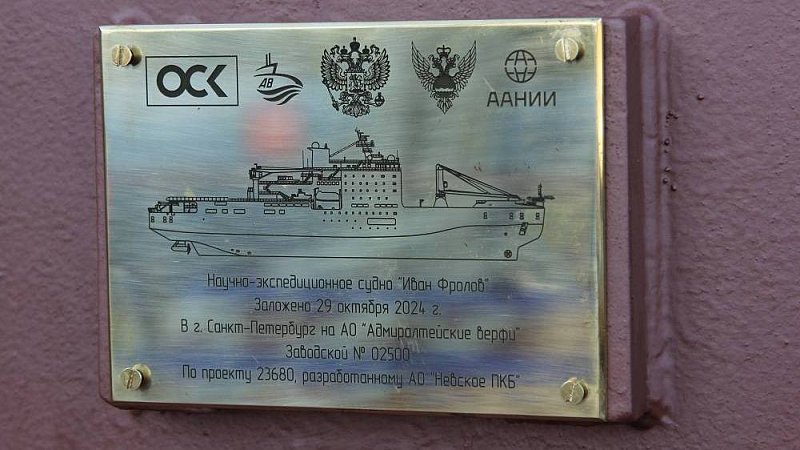 ОСК
АВ
ААНИИ
Научно-экспедиционное судно "Иван Фролов"
Заложено 29 октября 2024 г.
В г. Санкт-Петербург на АО "Адмиралтейские верфи"
Заводской № 02500
По проекту 23680, разработанному АО "Невское ПКБ"